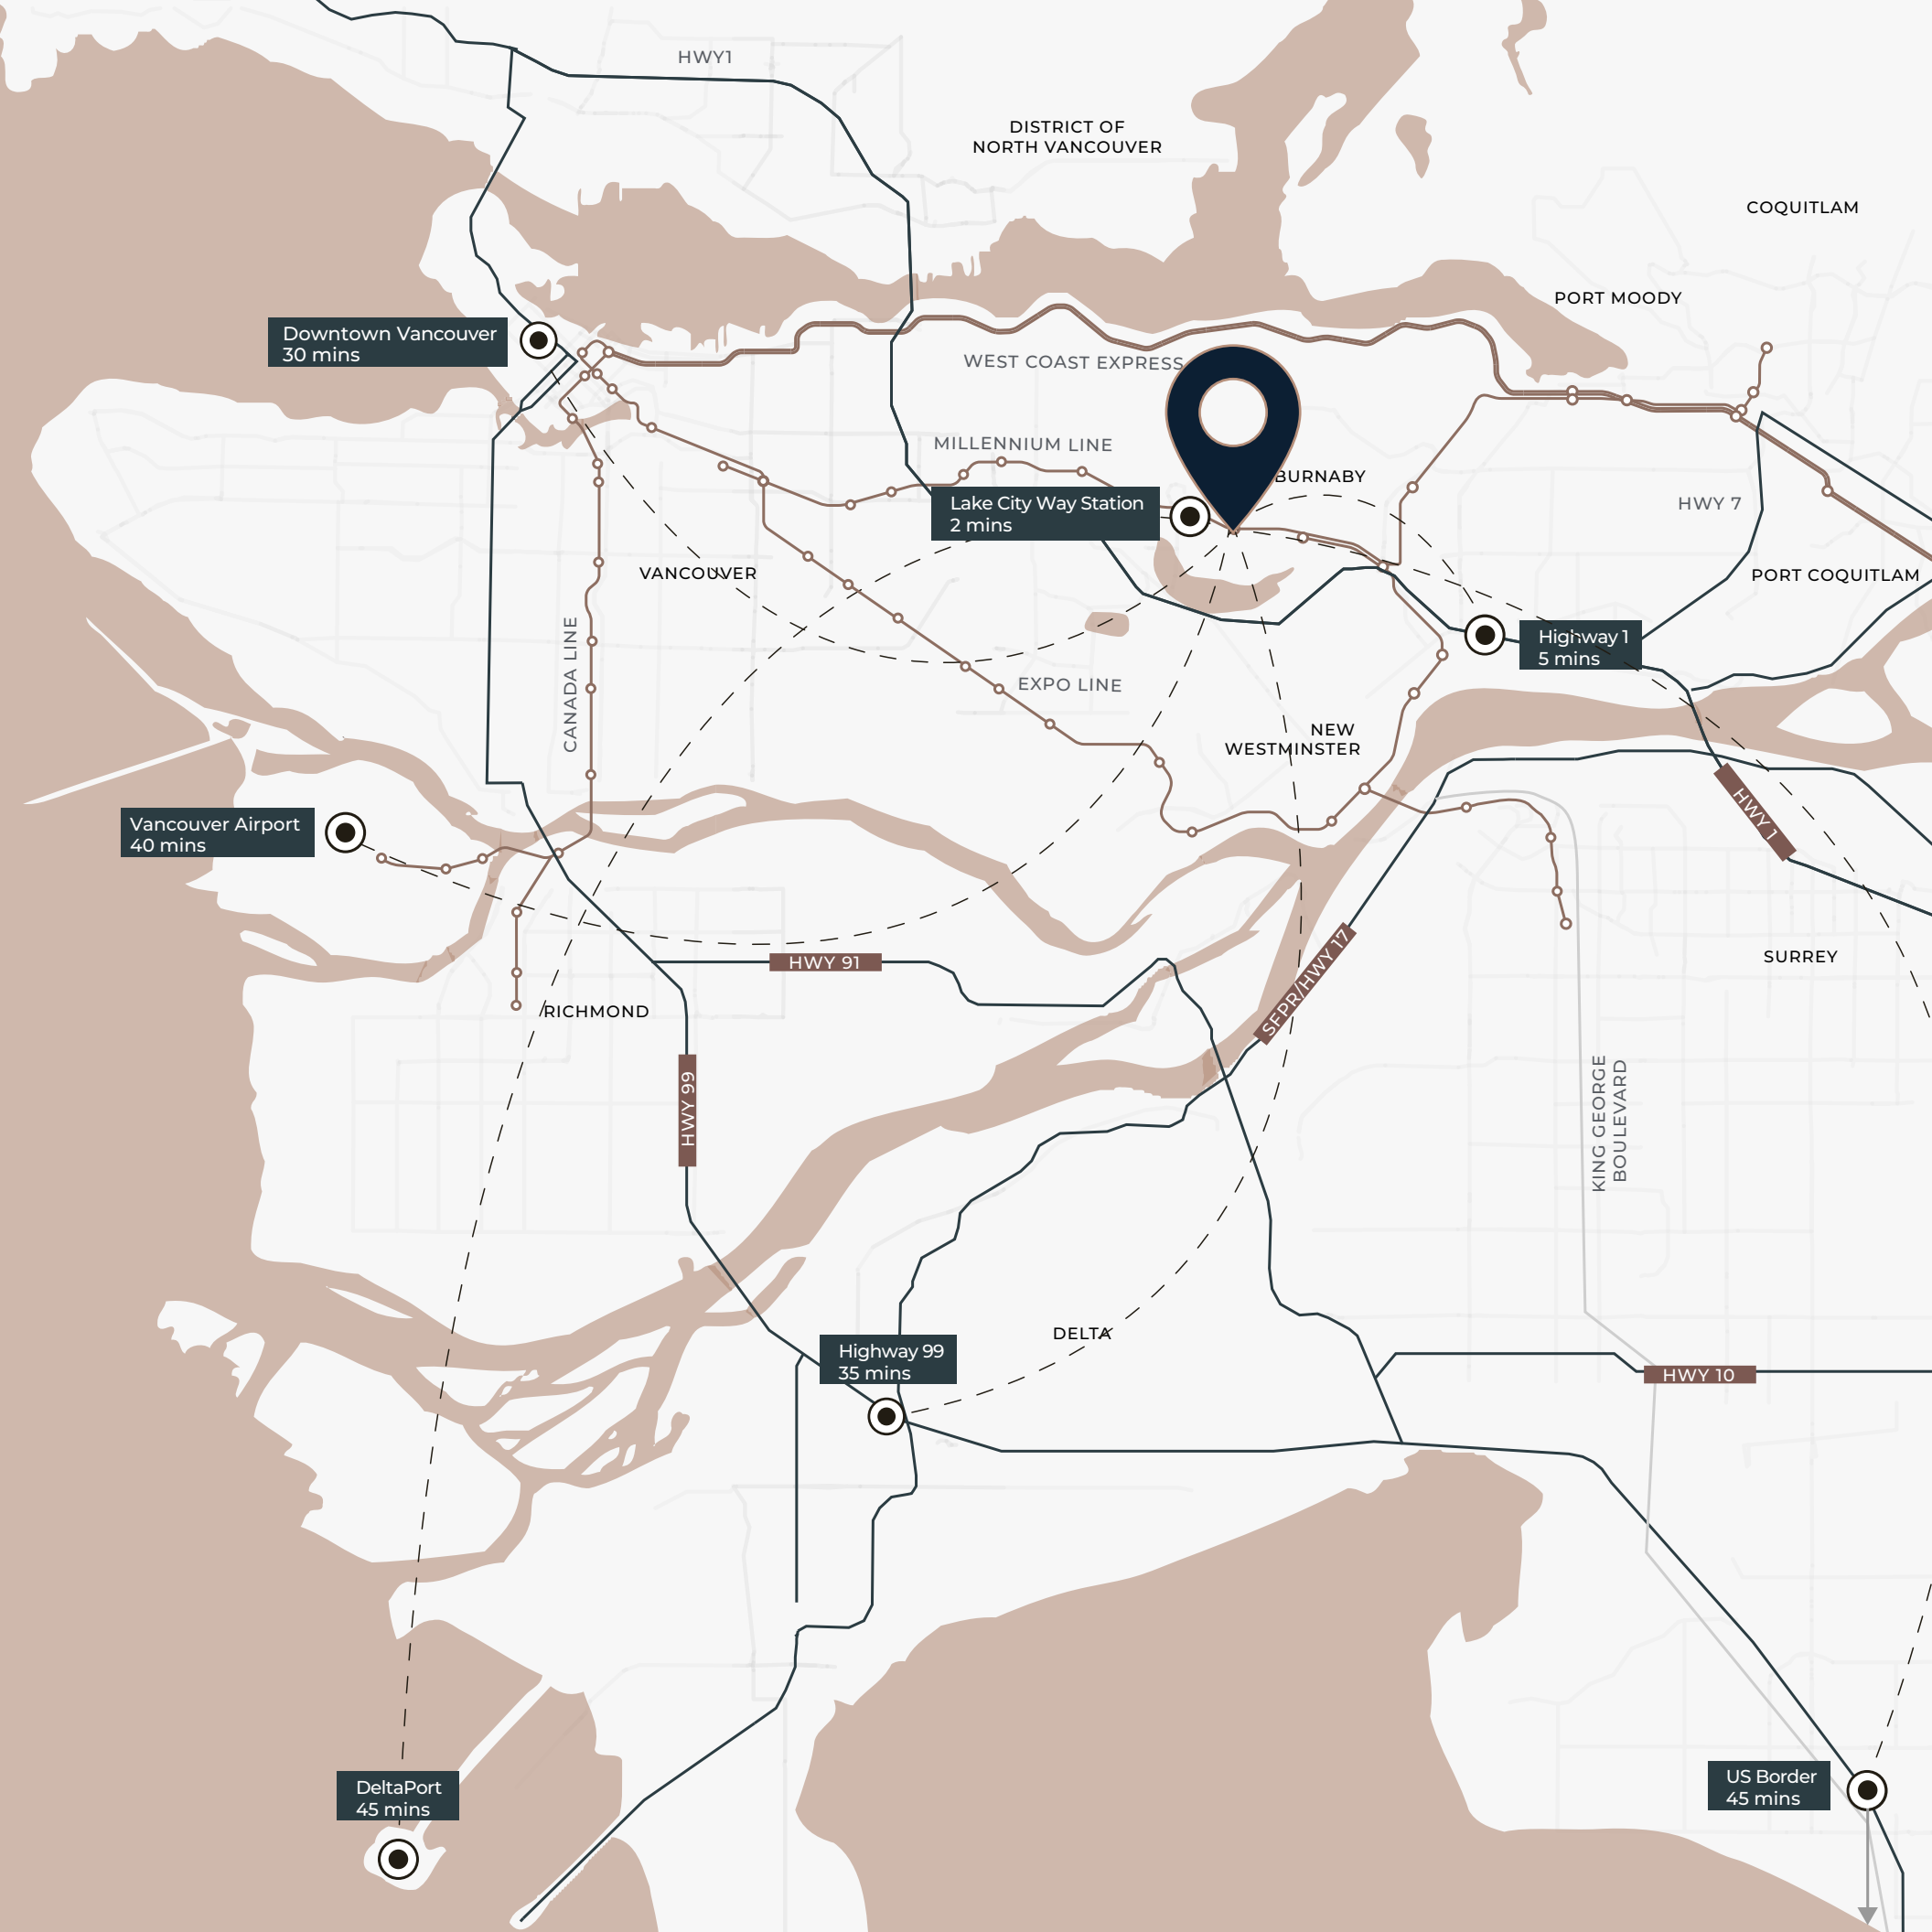 HWY1
DISTRICT OF
NORTH VANCOUVER
COQUITLAM
PORT MOODY
Downtown Vancouver
30 mins
WEST COAST EXPRESS
MILLENNIUM LINE
BURNABY
HWY 7
Lake City Way Station
2 mins
VANCOUVER
PORT COQUITLAM
CANADA LINE
Highway 1
5 mins
EXPO LINE
NEW
WESTMINSTER
HWY 1
Vancouver Airport
40 mins
SURREY
HWY 91
SFPR/HWY 17
RICHMOND
HWY 99
KING GEORGE
BOULEVARD
DELTA
Highway 99
35 mins
HWY 10
US Border
45 mins
DeltaPort
45 mins